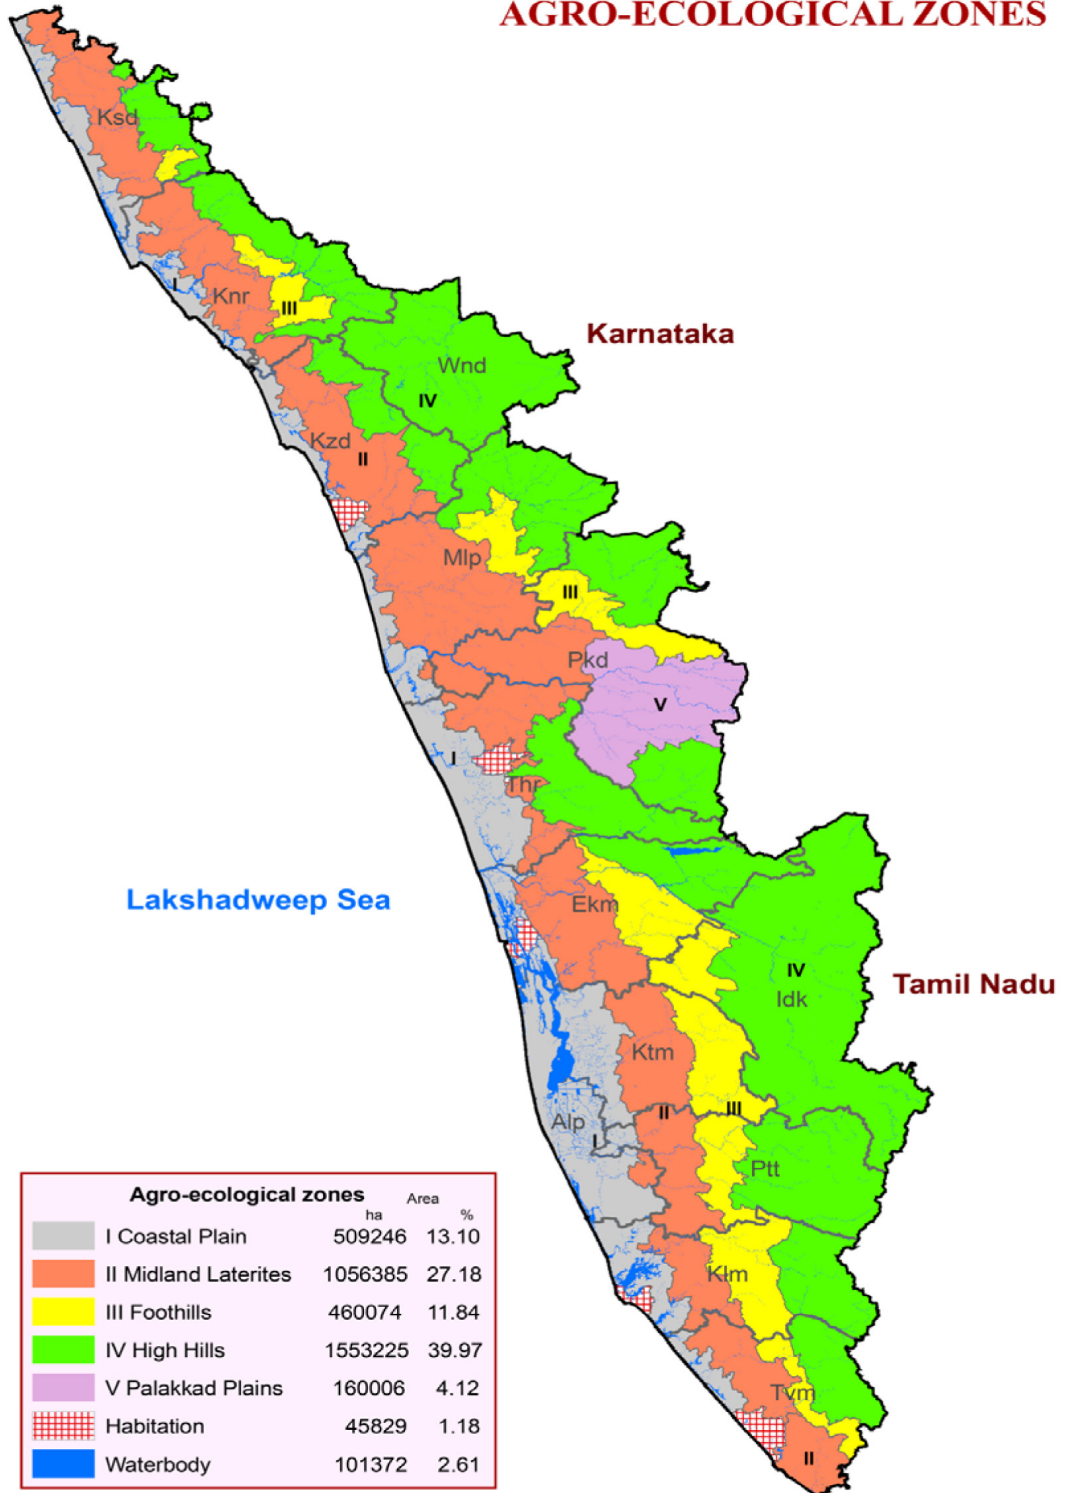 AGRO-ECOLOGICAL ZONES
Ksd
I
Knr
III
Karnataka
Wnd
IV
Kzd
II
Mlp
III
Pkd
V
I
Thr
Lakshadweep Sea
Ekm
IV
Idk
Tamil Nadu
Ktm
III
II
Alp
I
Ptt
Klm
Tvm
II
Agro-ecological zones Area
ha %
I Coastal Plain 509246 13.10
II Midland Laterites 1056385 27.18
III Foothills 460074 11.84
IV High Hills 1553225 39.97
V Palakkad Plains 160006 4.12
Habitation 45829 1.18
Waterbody 101372 2.61